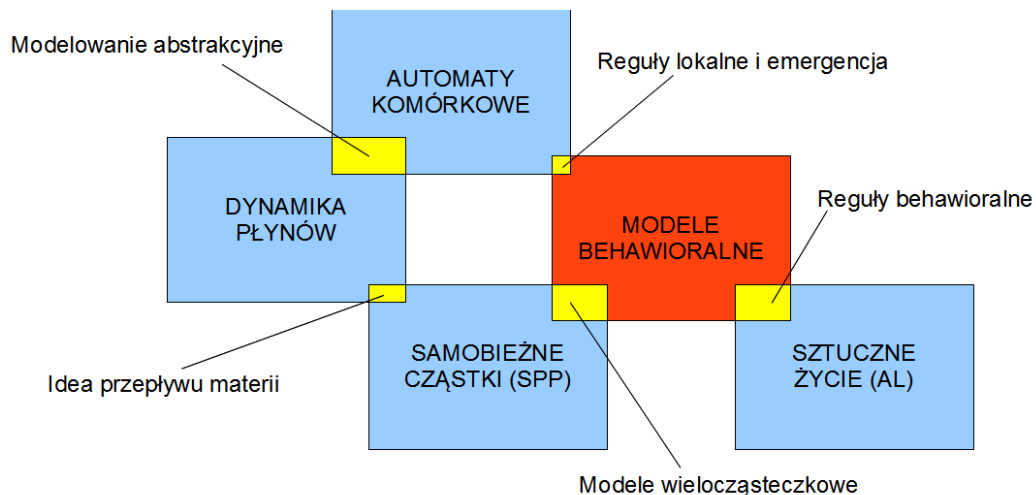 Modelowanie abstrakcyjne
AUTOMATY
KOMÓRKOWE
Reguły lokalne i emergencja
DYNAMIKA
PŁYNÓW
MODELE
BEHAWIORALNE
Reguły behawioralne
Idea przepływu materii
SAMOBIEŻNE
CZĄSTKI (SPP)
SZTUCZNE
ŻYCIE (AL)
Modele wielocząsteczkowe